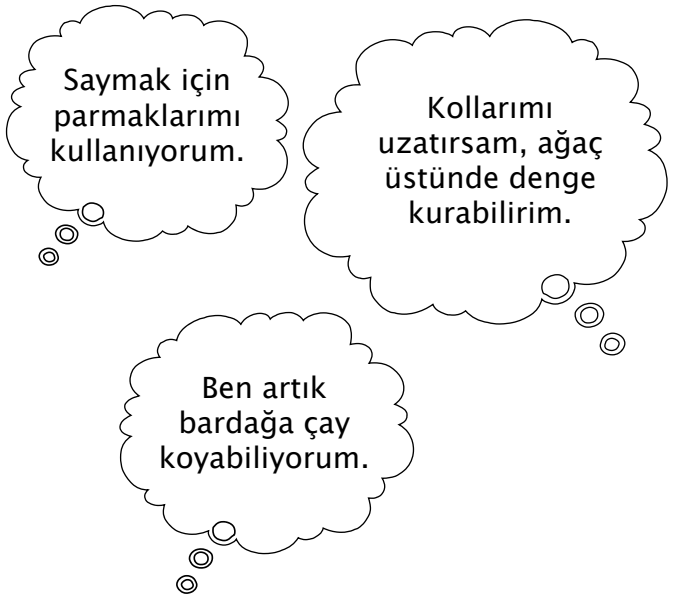 Saymak için
parmaklarımı
kullanıyorum.
Kollarımı
uzatırsam, ağaç
üstünde denge
kurabilirim.
Ben artık
bardağa çay
koyabiliyorum.